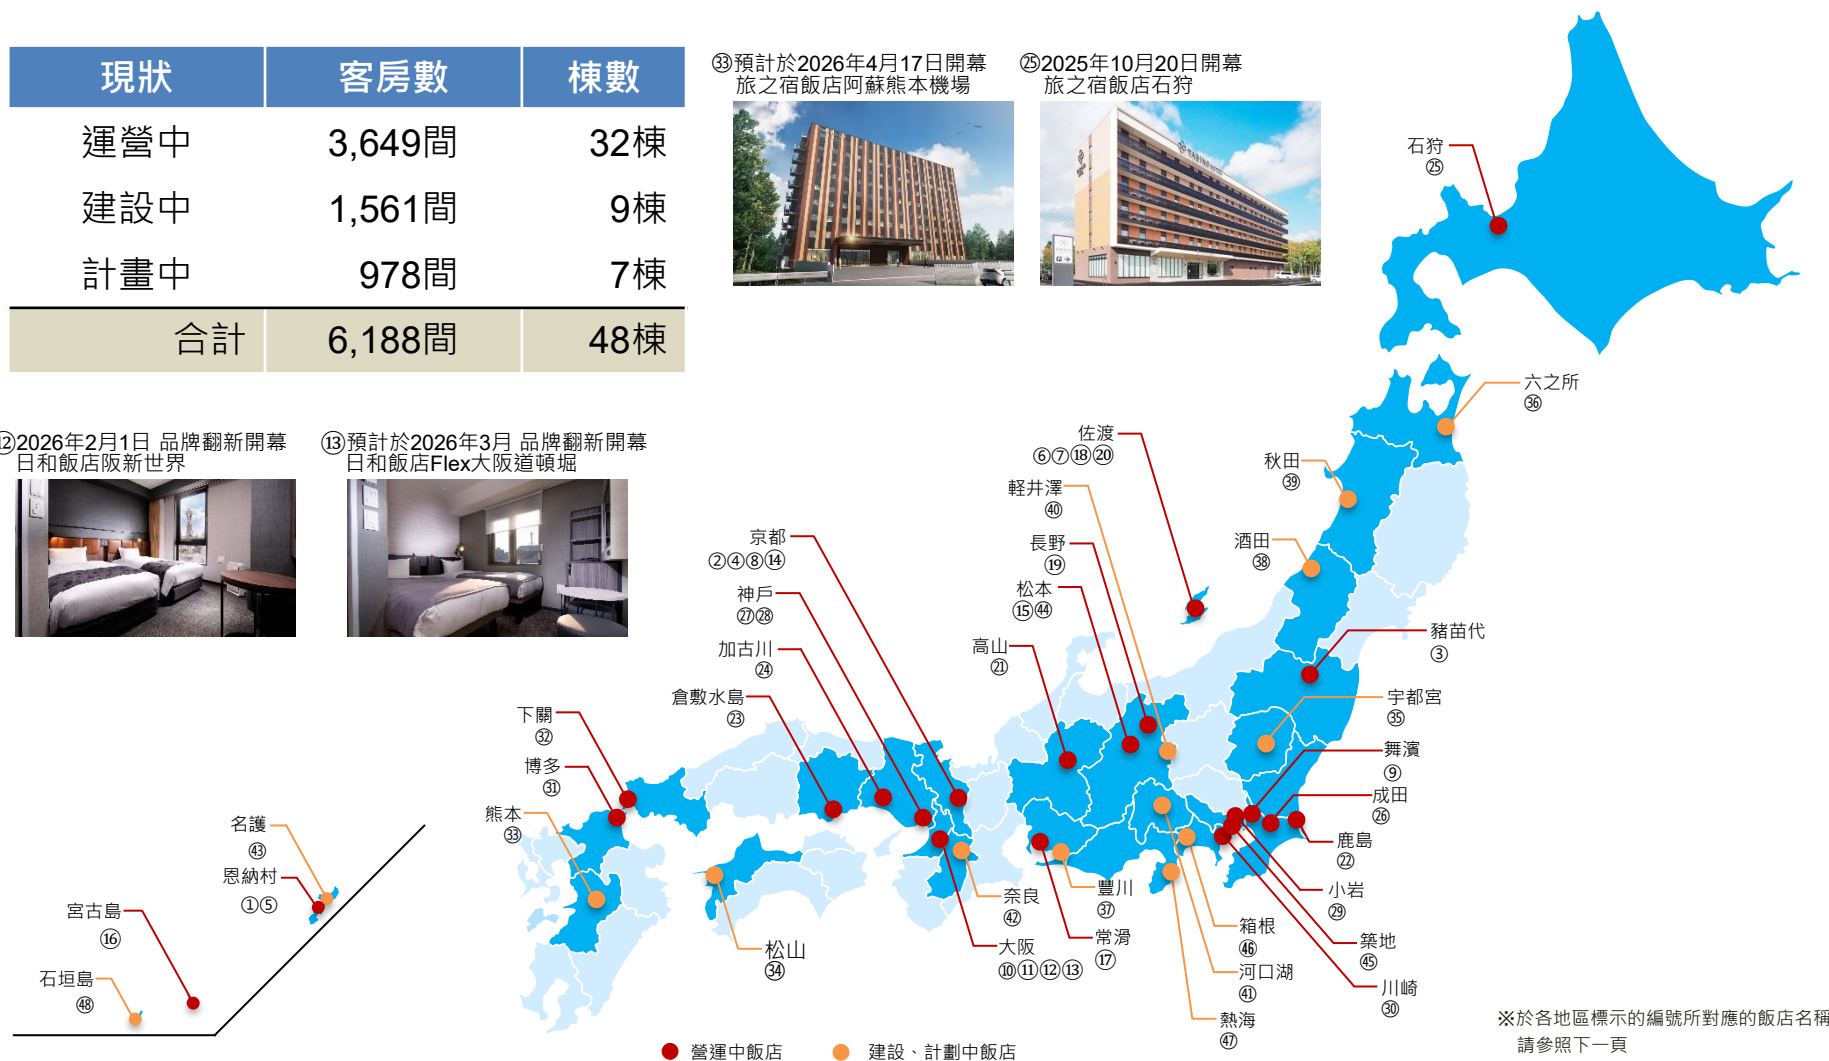 現狀 客房數 棟數
運營中 3,649間 32棟
建設中 1,561間 9棟
計畫中 978間 7棟
合計 6,188間 48棟
㉝預計於2026年4月17日開幕
旅之宿飯店阿蘇熊本機場
㉕2025年10月20日開幕
旅之宿飯店石狩
⑫2026年2月1日 品牌翻新開幕
日和飯店阪新世界
⑬預計於2026年3月 品牌翻新開幕
日和飯店Flex大阪道頓堀
石狩
㉕
六之所
㊱
佐渡
⑥⑦⑱⑳
秋田
㊴
軽井澤
㊵
酒田
㊳
長野
⑲
京都
②④⑧⑭
松本
⑮㊹
神戶
㉗㉘
豬苗代
③
加古川
㉔
高山
㉑
倉敷水島
㉓
宇都宮
㉟
下關
㉜
舞濱
⑨
博多
㉛
成田
㉖
熊本
㉝
鹿島
㉒
名護
㊸
恩納村
①⑤
宮古島
⑯
石垣島
㊽
松山
㉞
奈良
㊷
大阪
⑩⑪⑫⑬
豐川
㊲
常滑
⑰
小岩
㉙
箱根
㊻
築地
㊺
河口湖
㊶
川崎
㉚
熱海
㊼
營運中飯店
建設、計劃中飯店
※於各地區標示的編號所對應的飯店名稱
請參照下一頁